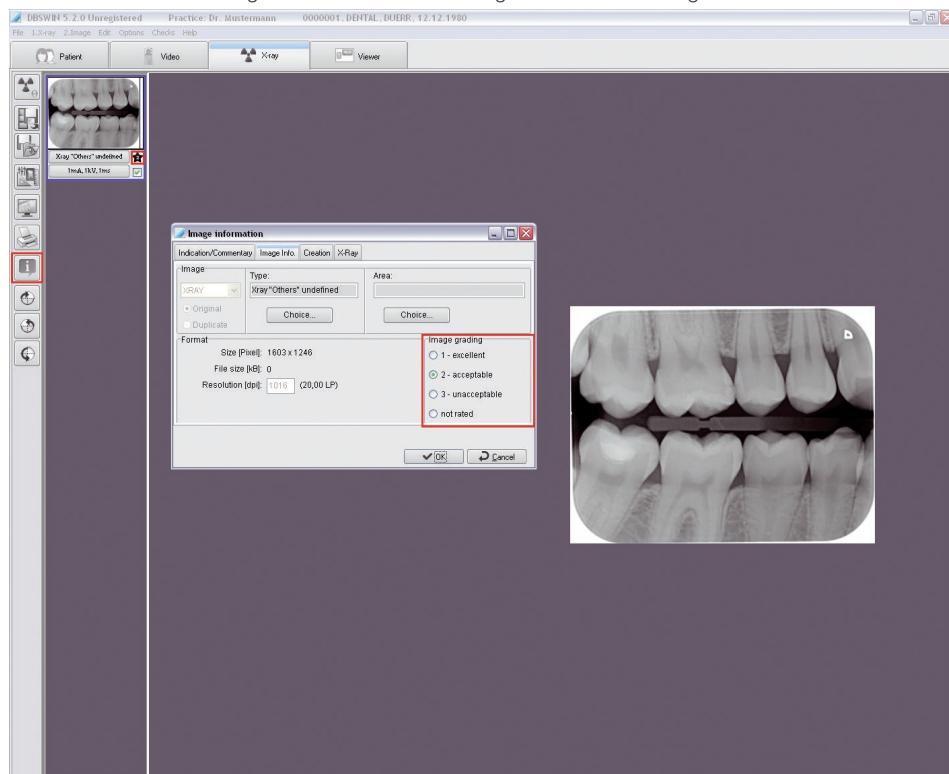 DBSWIN 5.2.0 Unregistered Practice: Dr. Mustermann 0000001, DENTAL, DUERR, 12.12.1980
File 1.X-ray 2.Image Edit Options Checks Help
Patient Video X-ray Viewer
Xray "Others" undefined
1mA, 1kV, 1ms
Image information
Indication/Commentary Image Info. Creation X-Ray
Image
Type:
Area:
XRAY
Xray "Others" undefined
Original
Duplicate
Choice...
Choice...
Format
Size [Pixel]: 1603 x 1246
File size [kB]: 0
Resolution [dpi]: 1016 (20,00 LP)
Image grading
1 - excellent
2 - acceptable
3 - unacceptable
not rated
OK
Cancel